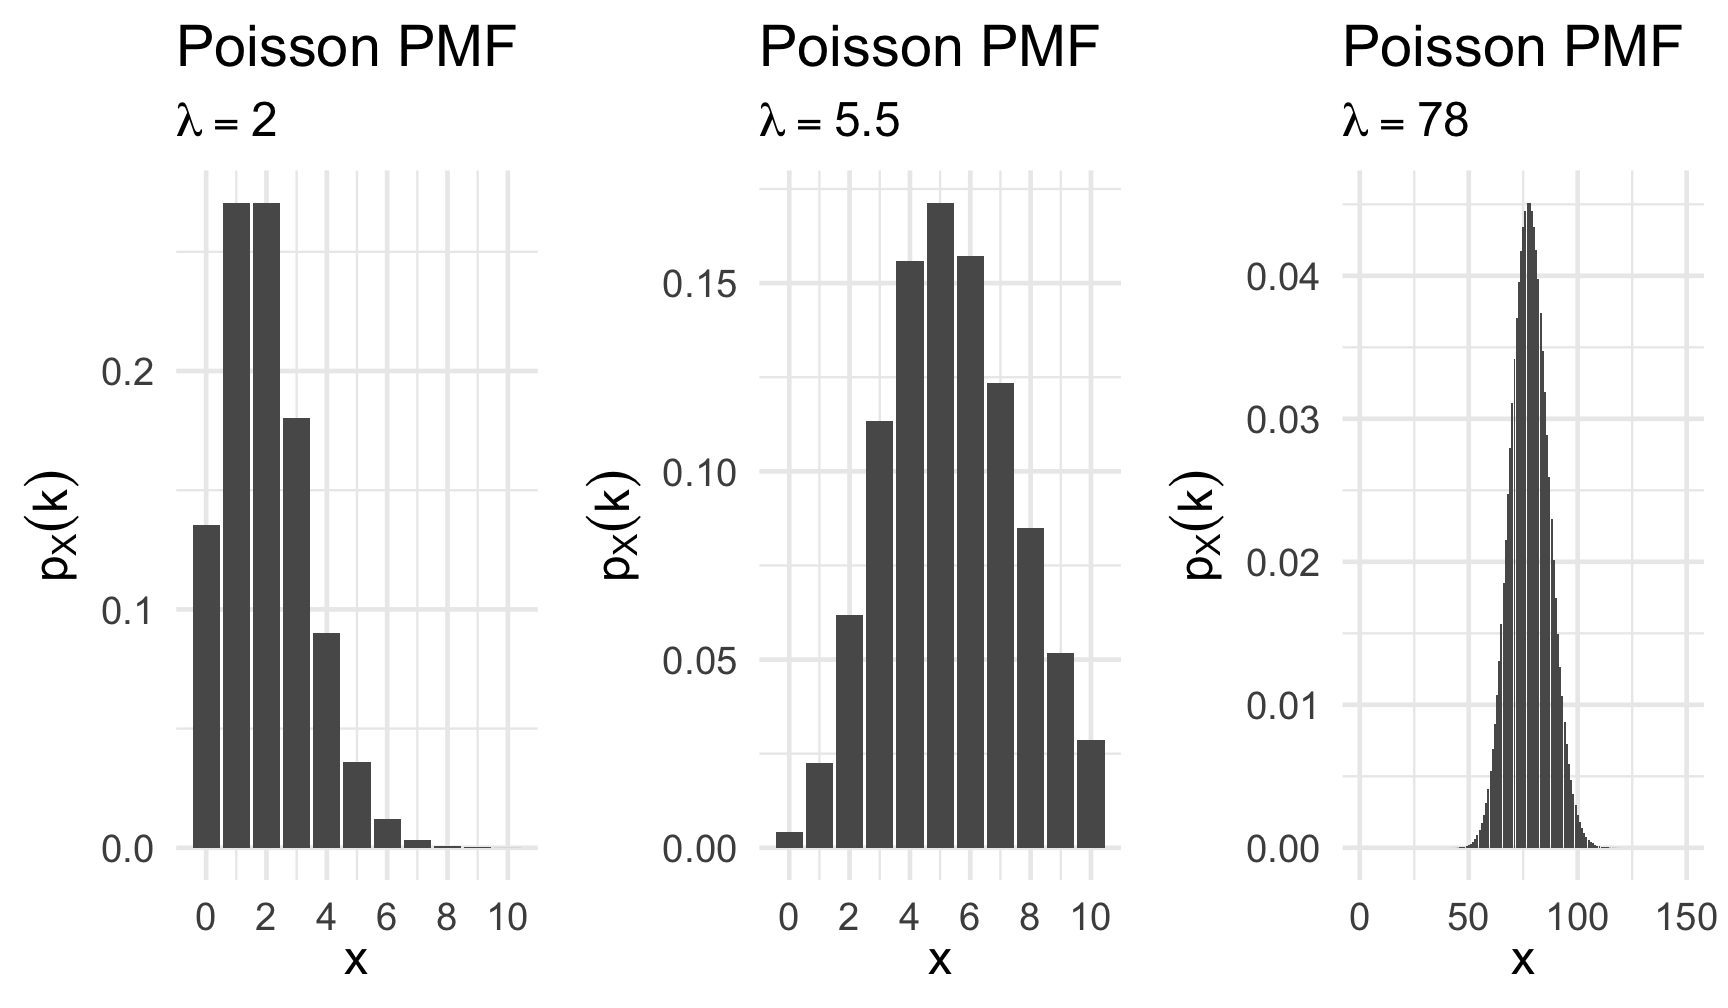 Poisson PMF
λ = 2
pX(k)
0.2
0.1
0.0
0 2 4 6 8 10
x
Poisson PMF
λ = 5.5
pX(k)
0.15
0.10
0.05
0.00
0 2 4 6 8 10
x
Poisson PMF
λ = 78
pX(k)
0.04
0.03
0.02
0.01
0.00
0 50 100 150
x